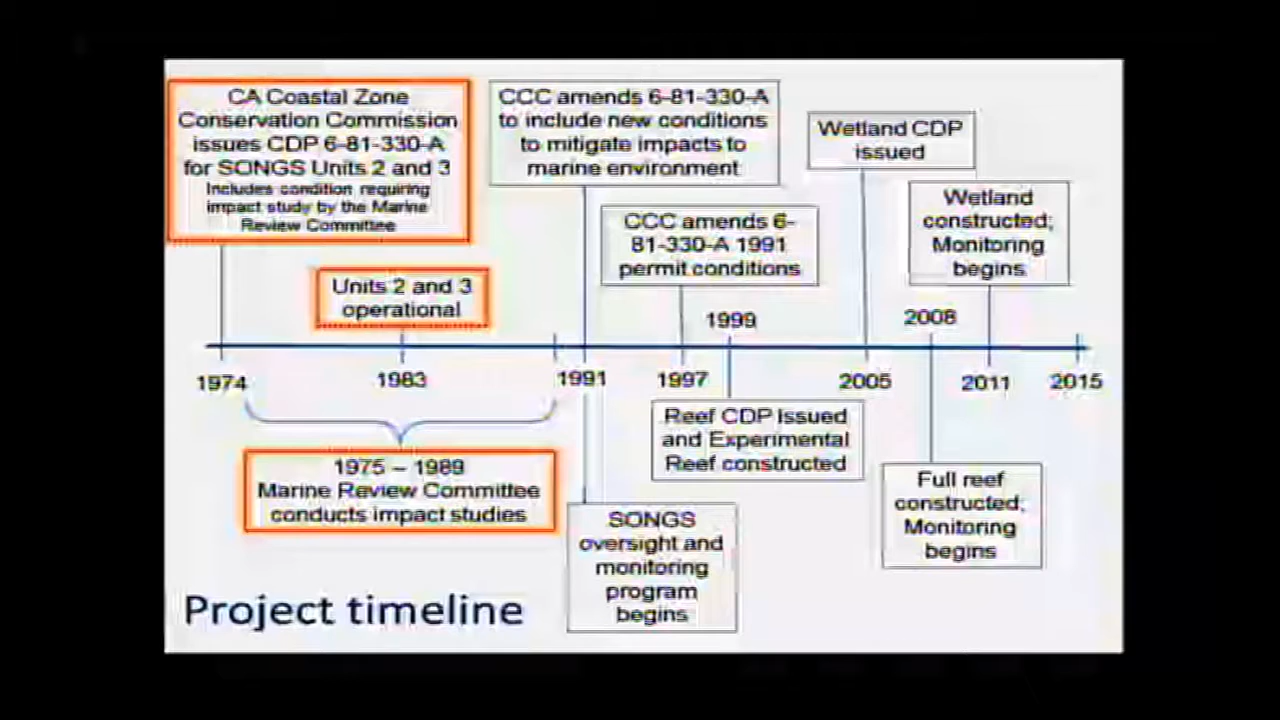 CA Coastal Zone
Conservation Commission
issues CDP 6-81-330-A
for SONGS Units 2 and 3
Includes condition requiring
impact study by the Marine
Review Committee
CCC amends 6-81-330-A
to include new conditions
to mitigate impacts to
marine environment
Wetland CDP
issued
Wetland
constructed;
Monitoring
begins
CCC amends 6-
81-330-A 1991
permit conditions
Units 2 and 3
operational
1999
2008
1974
1983
1991
1997
2005
2011
2015
1975 – 1989
Marine Review Committee
conducts impact studies
Reef CDP issued
and Experimental
Reef constructed
Full reef
constructed;
Monitoring
begins
SONGS
oversight and
monitoring
program
begins
Project timeline